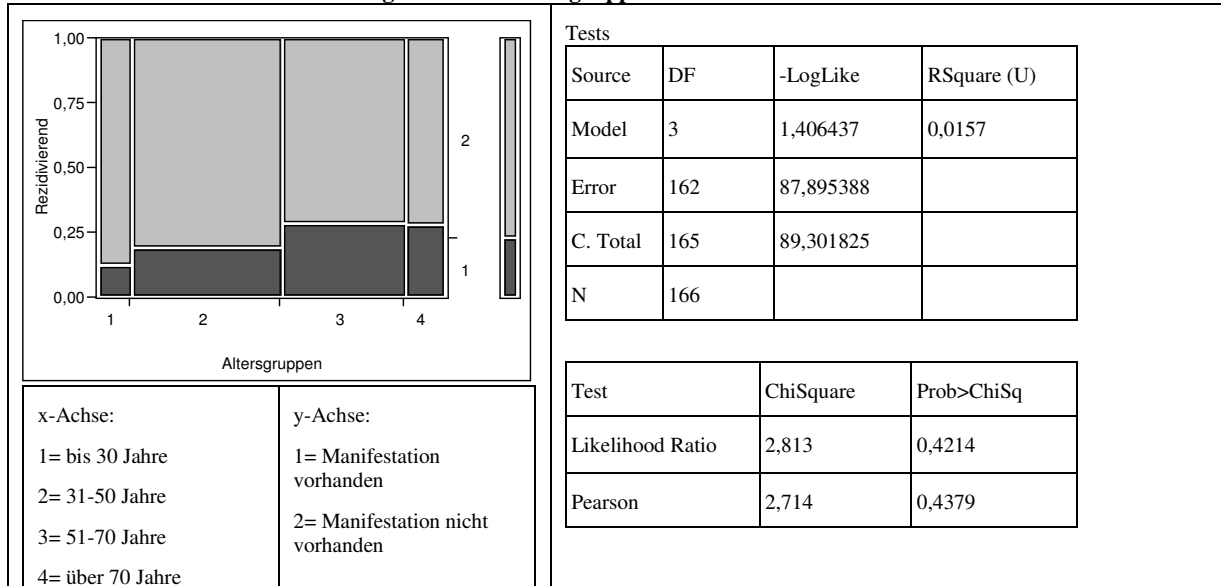 1,00
0,75
0,50
0,25
0,00
Rezidivierend
2
1
1 2 3 4
Altersgruppen
x-Achse:
1= bis 30 Jahre
2= 31-50 Jahre
3= 51-70 Jahre
4= über 70 Jahre
y-Achse:
1= Manifestation
vorhanden
2= Manifestation nicht
vorhanden
Tests
Source DF -LogLike RSquare (U)
Model 3 1,406437 0,0157
Error 162 87,895388
C. Total 165 89,301825
N 166
Test ChiSquare Prob>ChiSq
Likelihood Ratio 2,813 0,4214
Pearson 2,714 0,4379